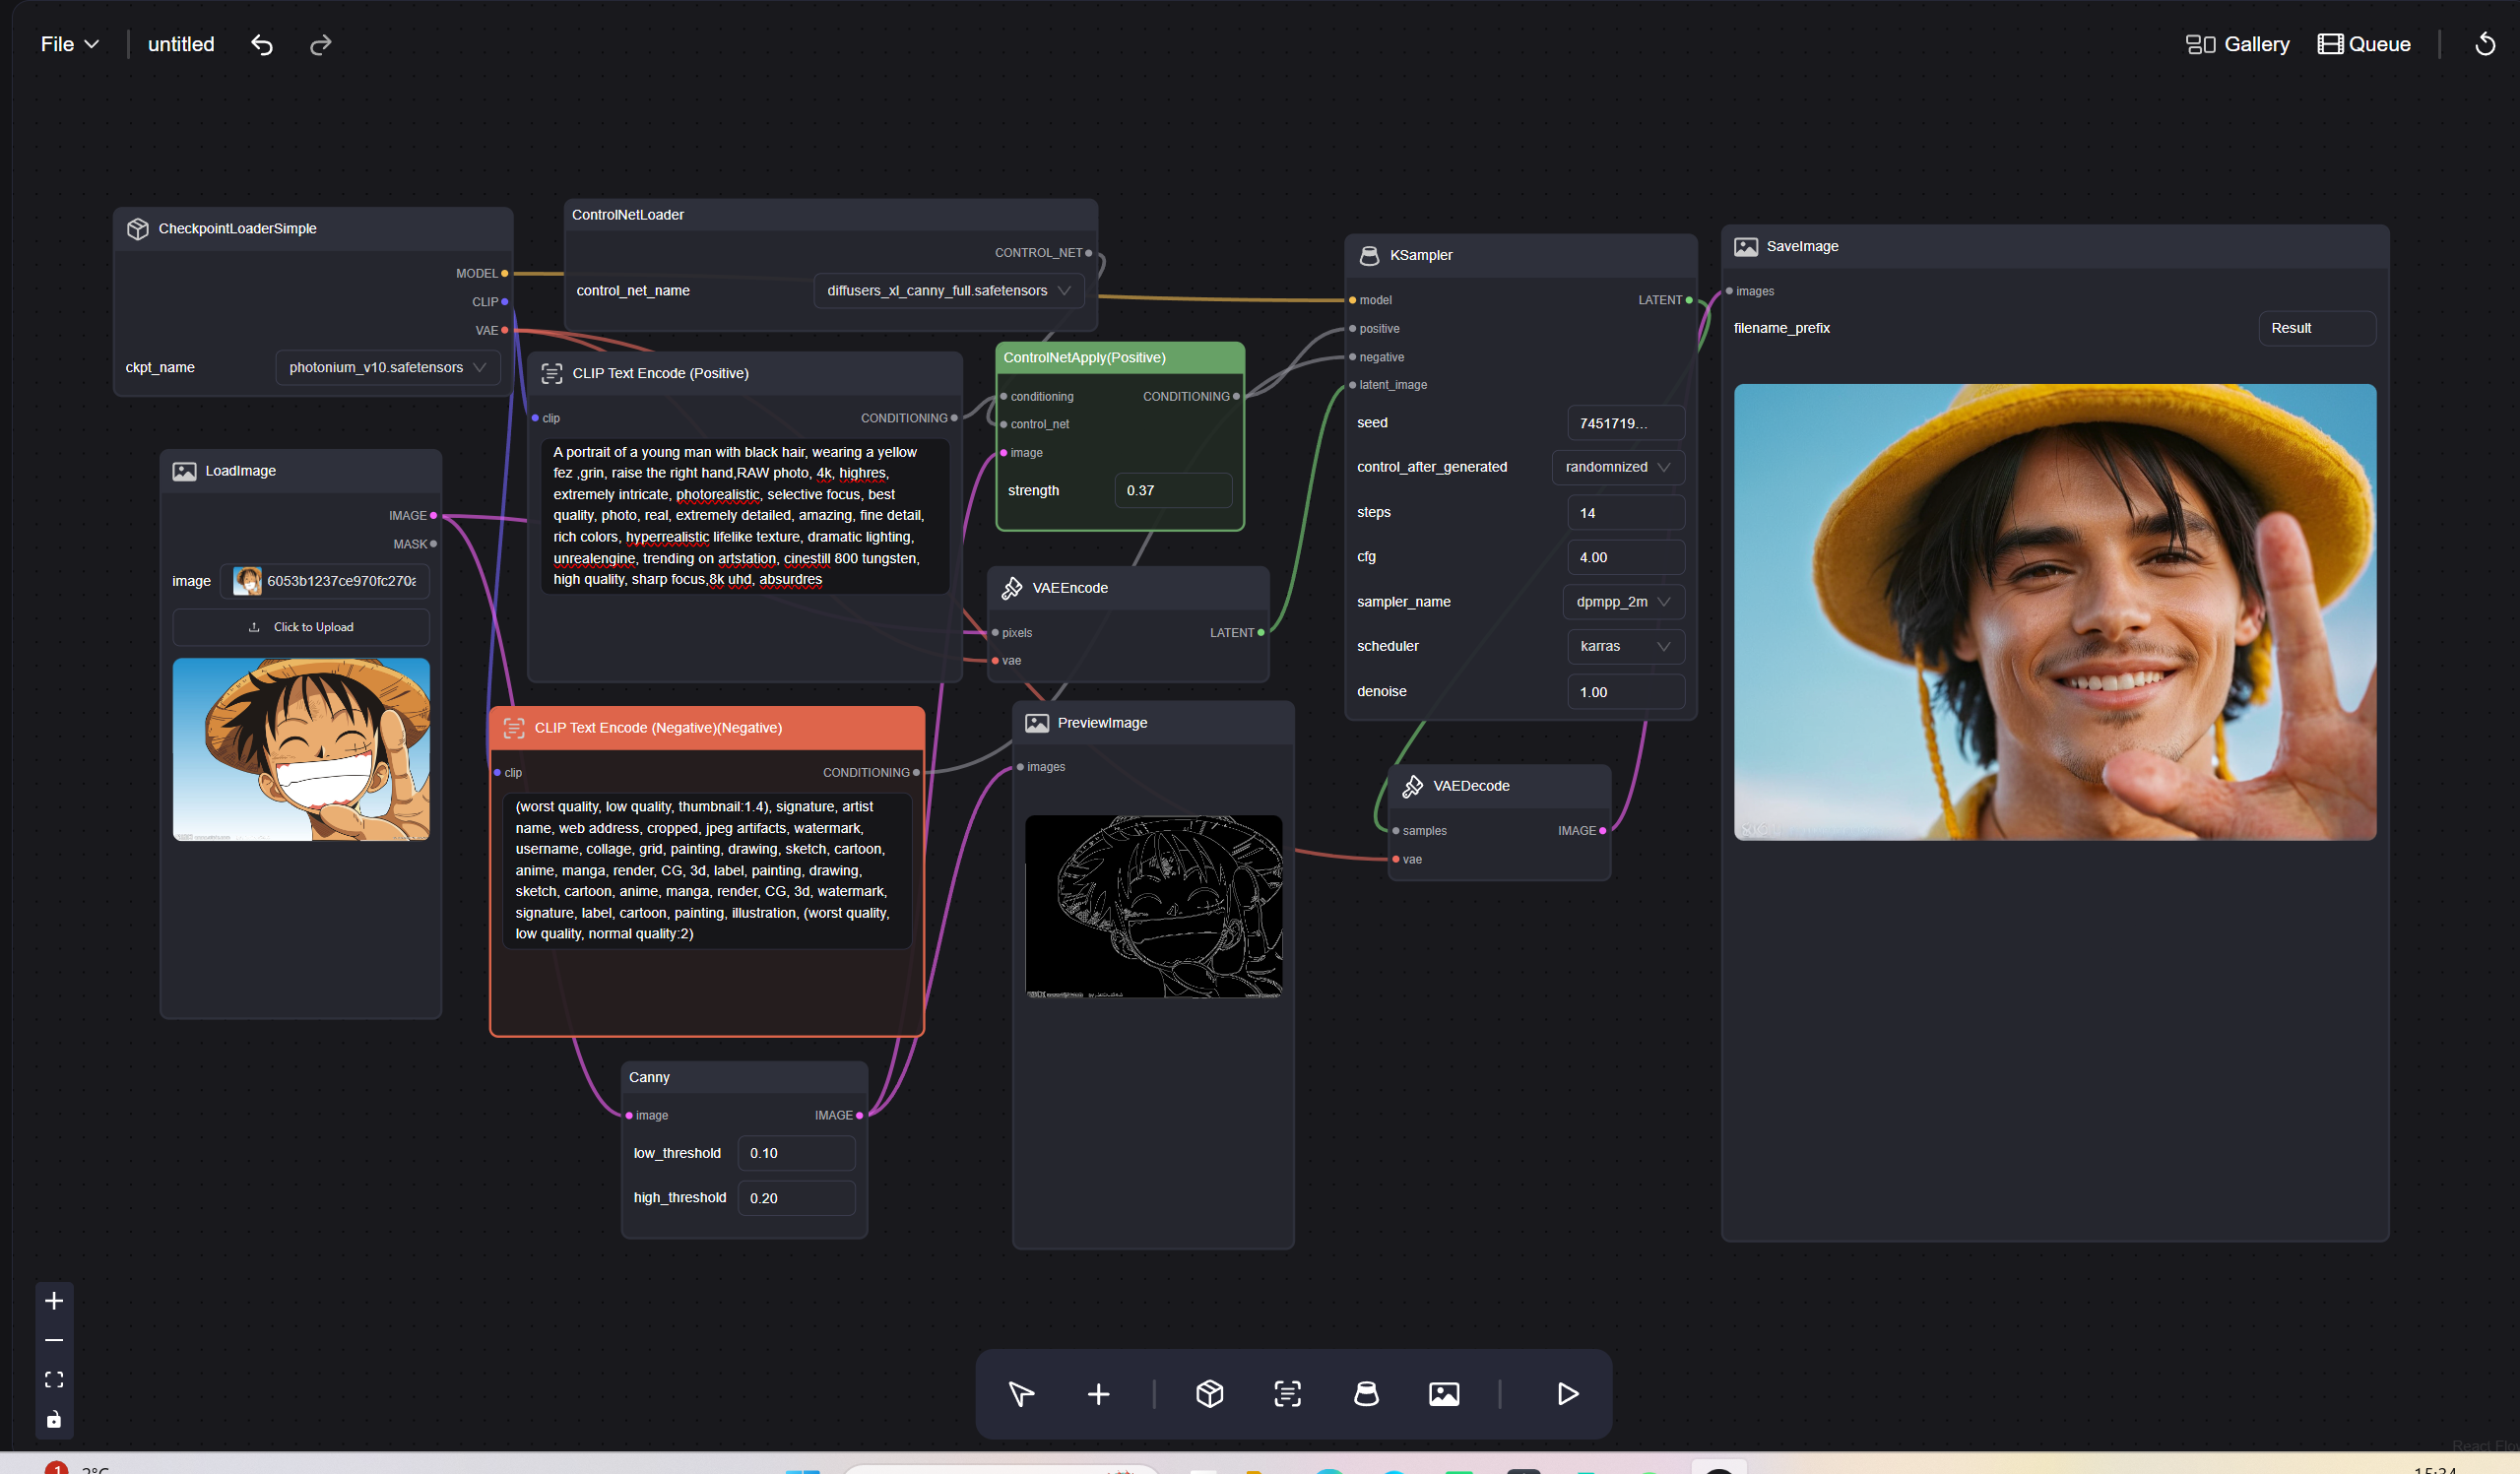 File
untitled
Gallery
Queue
CheckpointLoaderSimple
MODEL
CLIP
VAE
ckpt_name
photonium_v10.safetensors
ControlNetLoader
CONTROL_NET
control_net_name
diffusers_xl_canny_full.safetensors
LoadImage
IMAGE
MASK
image
6053b1237ce970fc270
Click to Upload
CLIP Text Encode (Positive)
clip
CONDITIONING
A portrait of a young man with black hair, wearing a yellow
fez ,grin, raise the right hand,RAW photo, 4k, highres,
extremely intricate, photorealistic, selective focus, best
quality, photo, real, extremely detailed, amazing, fine detail,
rich colors, hyperrealistic lifelike texture, dramatic lighting,
unrealengine, trending on artstation, cinestill 800 tungsten,
high quality, sharp focus,8k uhd, absurdres
ControlNetApply(Positive)
conditioning
CONDITIONING
control_net
image
strength
0.37
VAEEncode
pixels
LATENT
vae
CLIP Text Encode (Negative)(Negative)
clip
CONDITIONING
(worst quality, low quality, thumbnail:1.4), signature, artist
name, web address, cropped, jpeg artifacts, watermark,
username, collage, grid, painting, drawing, sketch, cartoon,
anime, manga, render, CG, 3d, label, painting, drawing,
sketch, cartoon, anime, manga, render, CG, 3d, watermark,
signature, label, cartoon, painting, illustration, (worst quality,
low quality, normal quality:2)
PreviewImage
images
Canny
image
IMAGE
low_threshold
0.10
high_threshold
0.20
KSampler
model
LATENT
positive
negative
latent_image
seed
7451719...
control_after_generated
randomnized
steps
14
cfg
4.00
sampler_name
dpmpp_2m
scheduler
karras
denoise
1.00
VAEDecode
samples
IMAGE
vae
SaveImage
images
filename_prefix
Result
React Flo
1
2°C
15:34